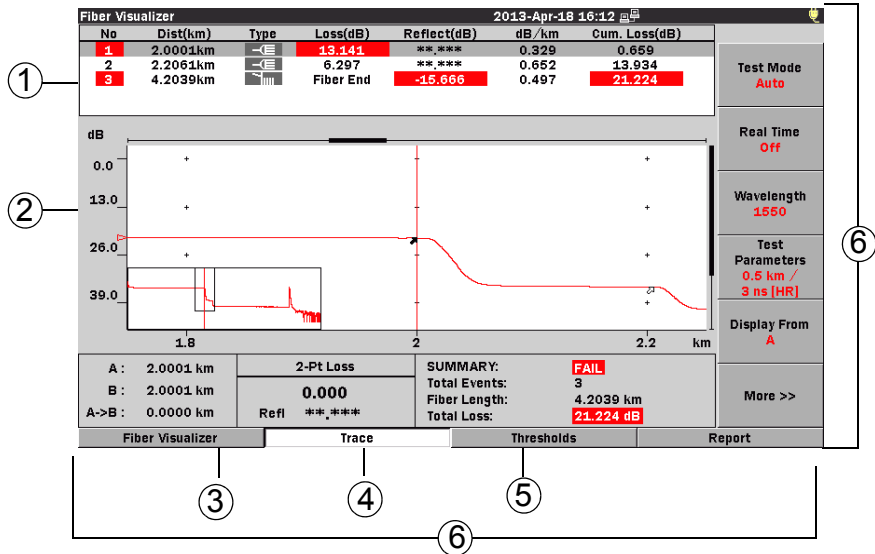 Fiber Visualizer 2013-Apr-18 16:12
No Dist(km) Type Loss(dB) Reflect(dB) dB/km Cum. Loss(dB)
1 2.0001km 13.141 **.*** 0.329 0.659
2 2.2061km 6.297 **.*** 0.652 13.934
3 4.2039km Fiber End -15.666 0.497 21.224
Test Mode
Auto
Real Time
Off
Wavelength
1550
Test
Parameters
0.5 km /
3 ns [HR]
Display From
A
More >>
dB
0.0
13.0
26.0
39.0
1.8 2 2.2 km
A : 2.0001 km
B : 2.0001 km
A->B : 0.0000 km
2-Pt Loss
0.000
Refl **.***
SUMMARY: FAIL
Total Events: 3
Fiber Length: 4.2039 km
Total Loss: 21.224 dB
Fiber Visualizer Trace Thresholds Report
1
2
3
4
5
6
6